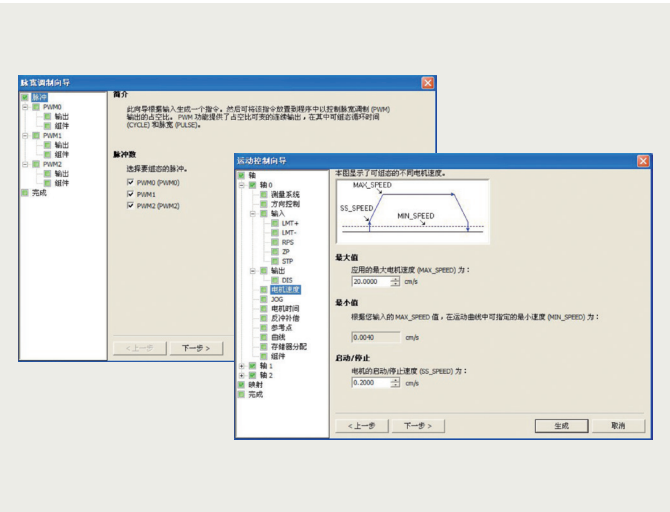 脉宽调制向导
脉冲
PWM0
输出
组件
PWM1
输出
组件
PWM2
输出
组件
完成
简介
此向导根据输入生成一个指令。然后可将该指令放置到程序中以控制脉宽调制 (PWM)
输出的占空比。 PWM 功能提供了占空比可变的连续输出，在其中可组态循环时间
(CYCLE) 和脉宽 (PULSE)。
脉冲数
选择要组态的脉冲。
PWM0 (PWM0)
PWM1
PWM2 (PWM2)
<上一步
下一步 >
运动控制向导
轴
轴 0
测量系统
方向控制
输入
LMT+
LMT-
RPS
ZP
STP
输出
DIS
电机速度
JOG
电机时间
反冲补偿
参考点
曲线
存储器分配
组件
轴 1
轴 2
映射
完成
本图显示了可组态的不同电机速度。
MAX_SPEED
SS_SPEED
MIN_SPEED
最大值
应用的最大电机速度 (MAX_SPEED) 为：
20.0000 cm/s
最小值
根据您输入的 MAX_SPEED 值，在运动曲线中可指定的最小速度 (MIN_SPEED) 为：
0.0040 cm/s
启动/停止
电机的启动/停止速度 (SS_SPEED) 为：
0.2000 cm/s
<上一步
下一步 >
生成
取消